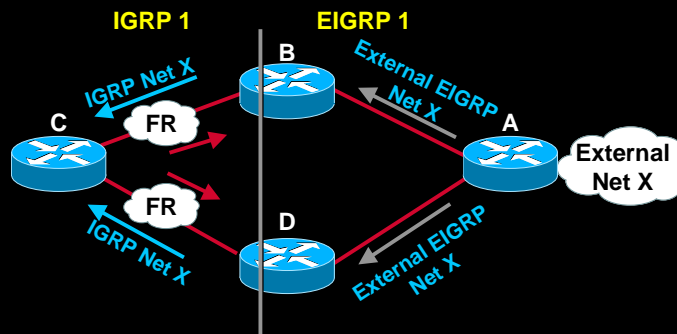 IGRP 1
EIGRP 1
B
IGRP Net X
External EIGRP
Net X
C
FR
A
External
Net X
FR
D
IGRP Net X
External EIGRP
Net X